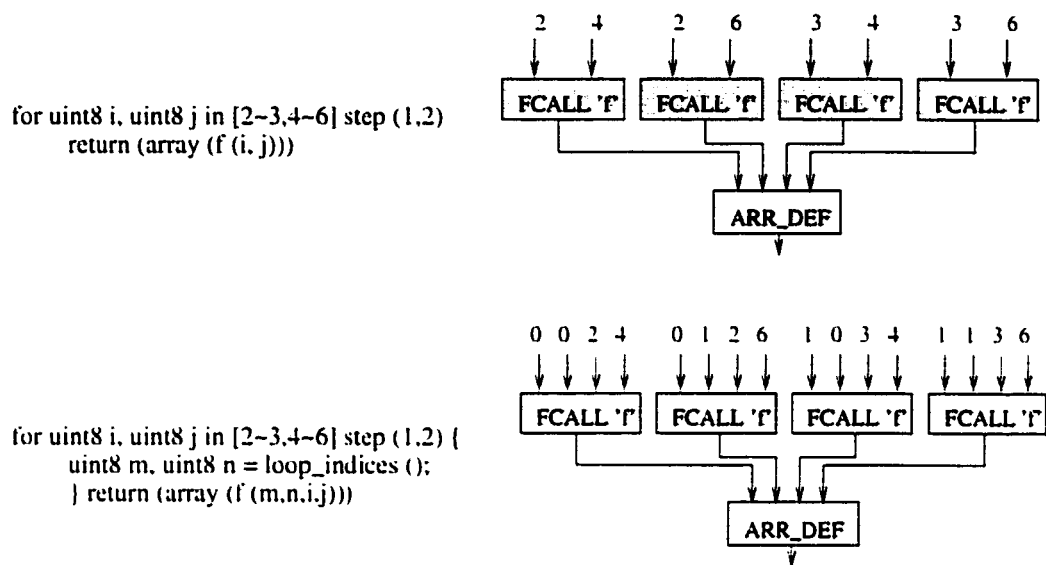 2 4 2 6 3 4 3 6
FCALL 'f' FCALL 'f' FCALL 'f' FCALL 'f'
for uint8 i, uint8 j in [2~3,4~6] step (1,2)
return (array (f (i, j)))
ARR_DEF
0 0 2 4 0 1 2 6 1 0 3 4 1 1 3 6
FCALL 'f' FCALL 'f' FCALL 'f' FCALL 'f'
for uint8 i, uint8 j in [2~3,4~6] step (1,2) {
uint8 m, uint8 n = loop_indices ();
} return (array (f (m,n,i,j)))
ARR_DEF